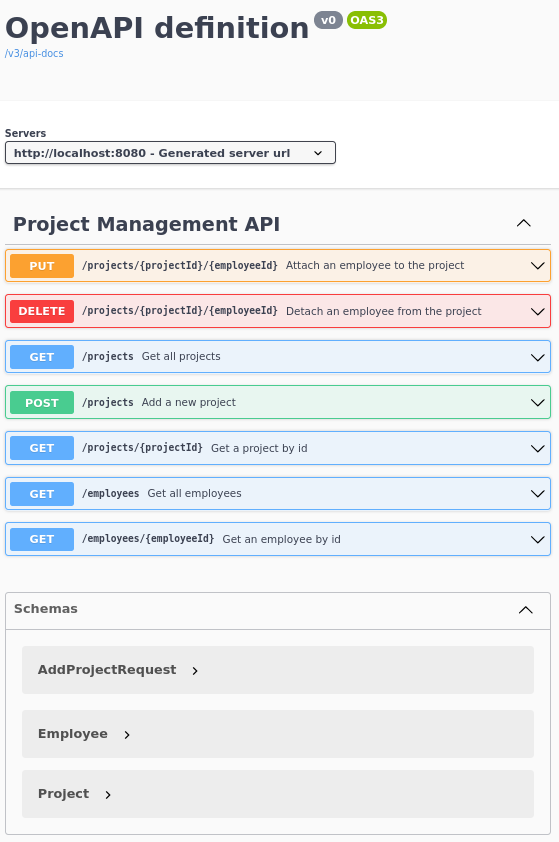 OpenAPI definition v0 OAS3
/v3/api-docs
Servers
http://localhost:8080 - Generated server url
Project Management API
PUT /projects/{projectId}/{employeeId} Attach an employee to the project
DELETE /projects/{projectId}/{employeeId} Detach an employee from the project
GET /projects Get all projects
POST /projects Add a new project
GET /projects/{projectId} Get a project by id
GET /employees Get all employees
GET /employees/{employeeId} Get an employee by id
Schemas
AddProjectRequest
Employee
Project